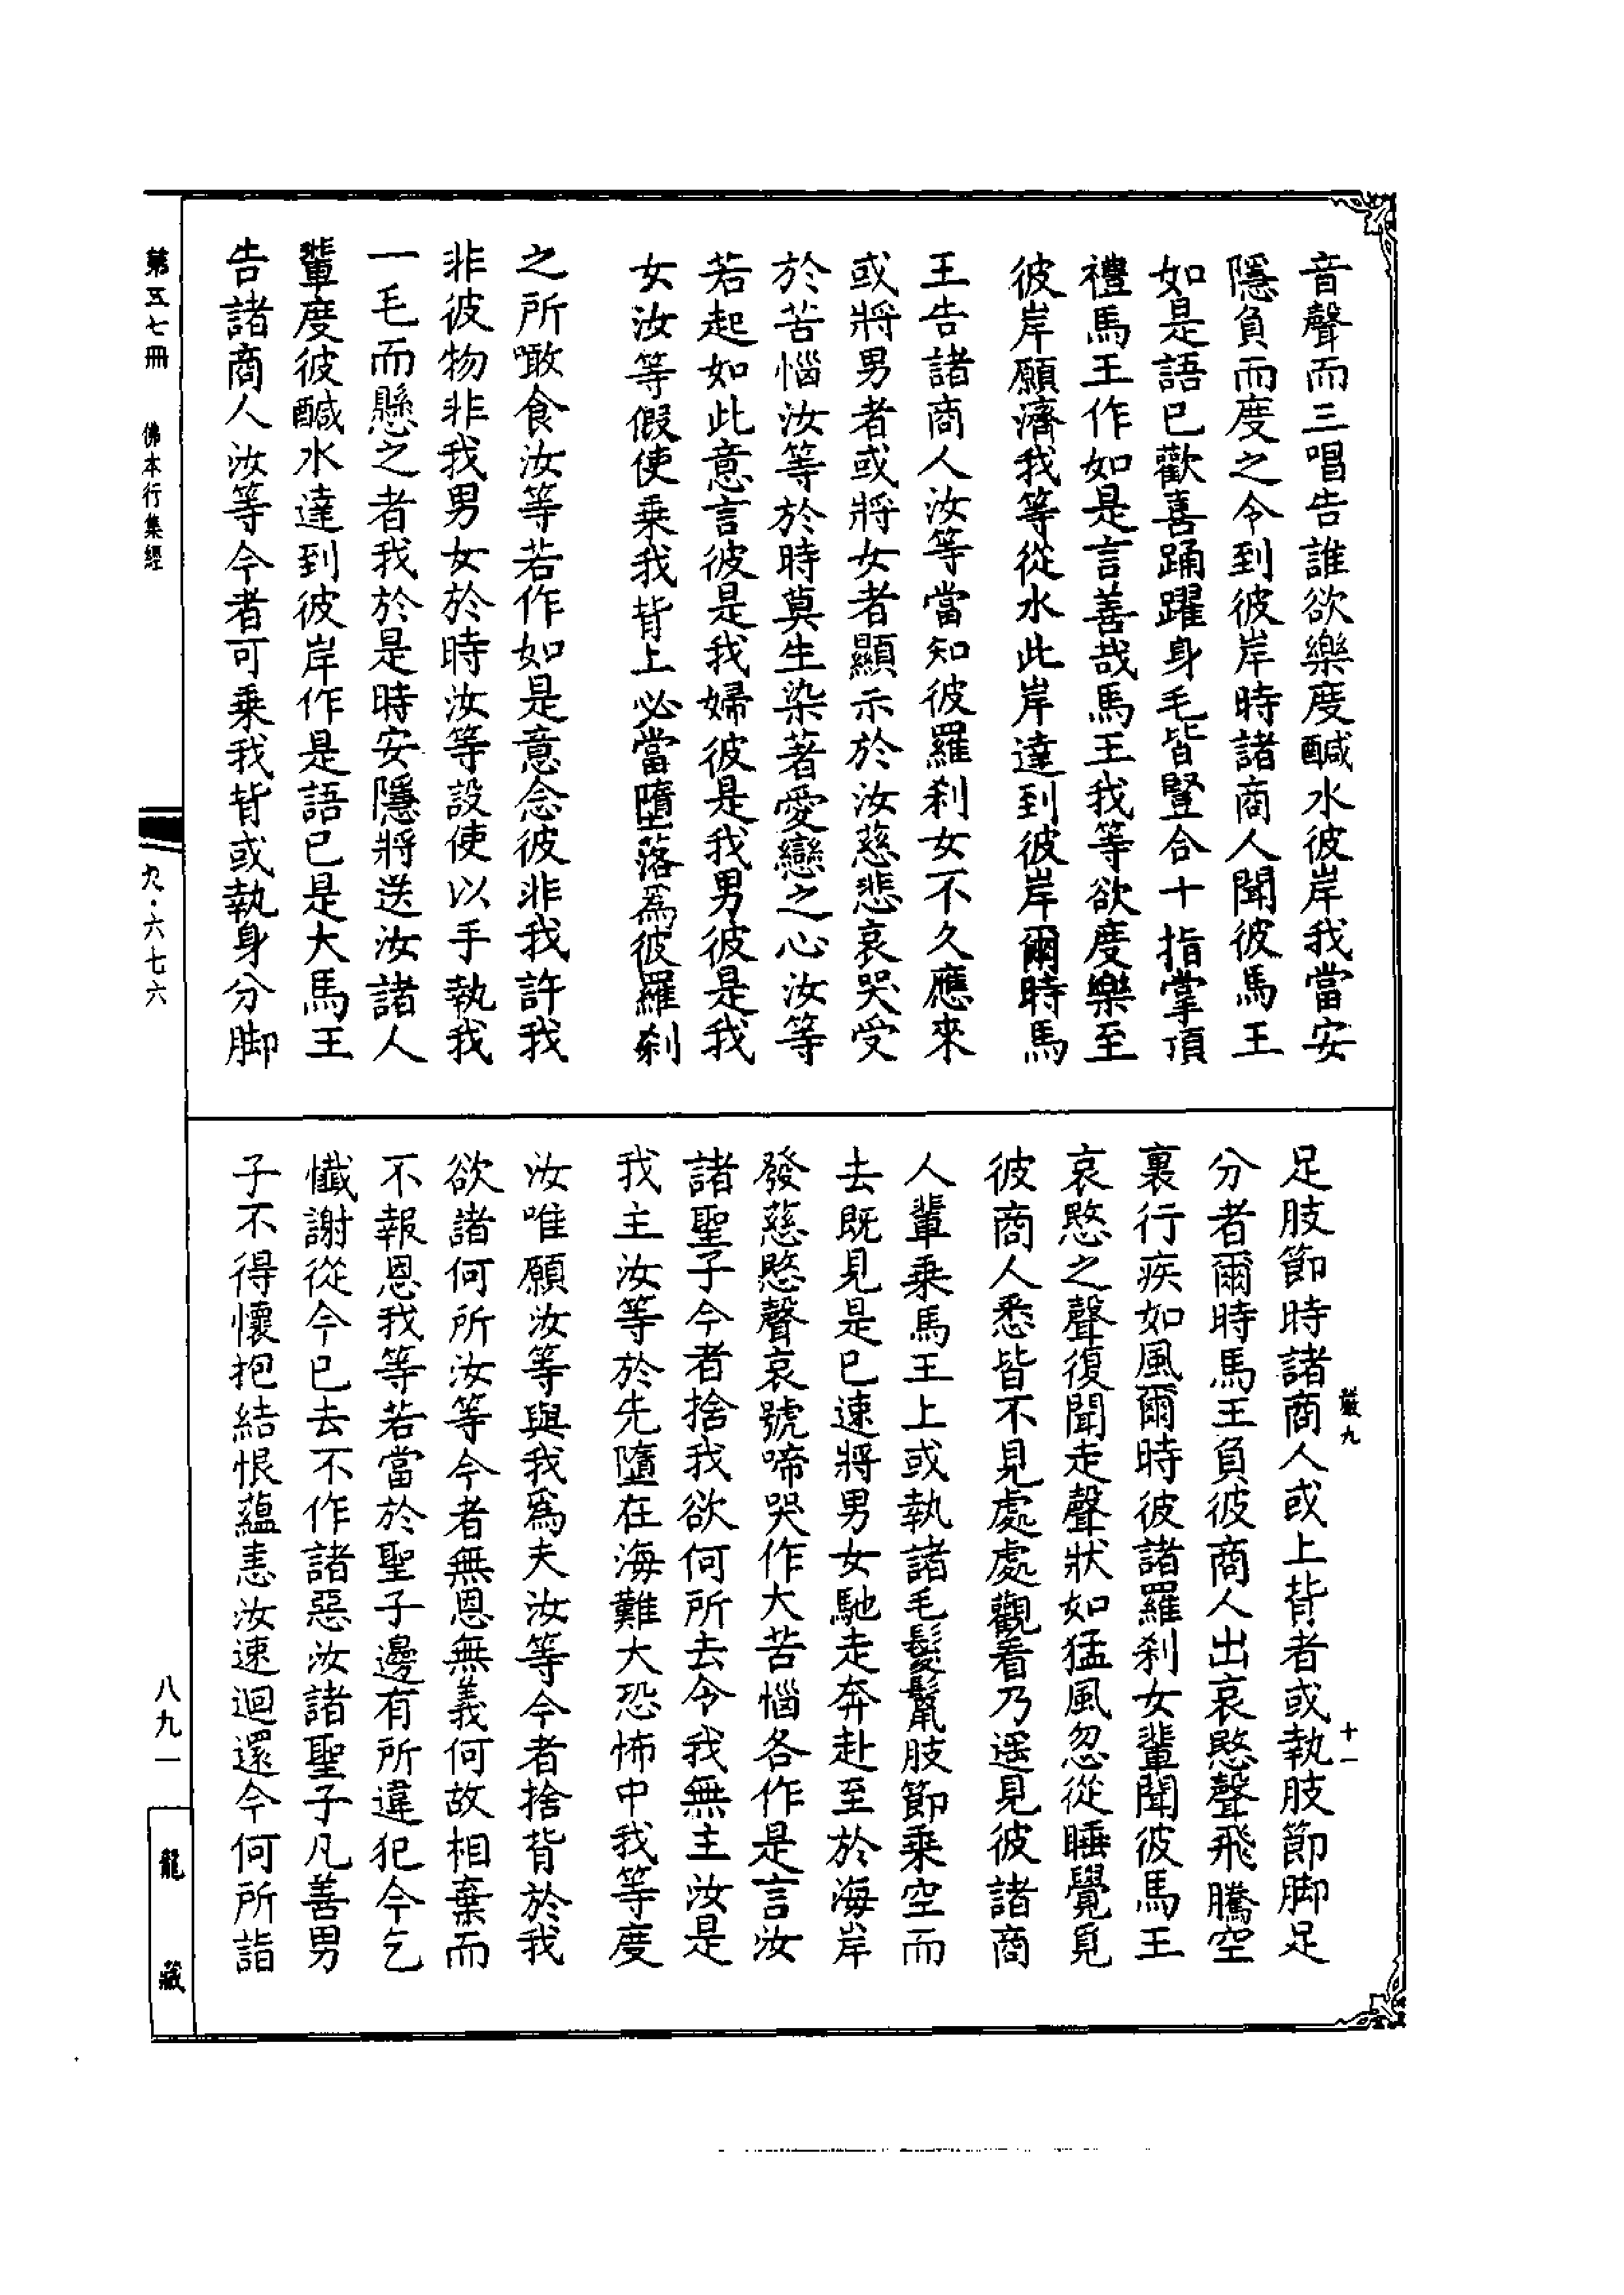 音聲而三唱告誰欲樂度醎水彼岸我當安
隱負而度之令到彼岸時諸商人聞彼馬王
如是語已歡喜踊躍身毛皆豎合十指掌頂
禮馬王作如是言善哉馬王我等欲度樂至
彼岸願濟我等從水此岸達到彼岸爾時馬
王告諸商人汝等當知彼羅刹女不久應來
或將男者或將女者顯示於汝慈悲哀哭受
於苦惱汝等於時莫生染著愛戀之心汝等
若起如此意言彼是我婦彼是我男彼是我
女汝等假使乘我背上必當墮落爲彼羅刹
之所噉食汝等若作如是意念彼非我許我
非彼物非我男女於時汝等設使以手執我
一毛而懸之者我於是時安隱將送汝諸人
輩度彼醎水達到彼岸作是語已是大馬王
告諸商人汝等今者可乘我背或執身分脚
足肢節時諸商人或上背者或執肢節脚足
分者爾時馬王負彼商人出哀愍聲飛騰空
裏行疾如風爾時彼諸羅刹女輩聞彼馬王
哀愍之聲復聞走聲狀如猛風忽從睡覺覓
彼商人悉皆不見處處觀看乃遥見彼諸商
人輩乘馬王上或執諸毛髮鬣肢節乘空而
去既見是已速將男女馳走奔赴至於海岸
發慈愍聲哀號啼哭作大苦惱各作是言汝
諸聖子今者捨我欲何所去令我無主汝是
我主汝等於先墮在海難大恐怖中我等度
汝唯願汝等與我爲夫汝等今者捨背於我
欲諸何所汝等今者無恩無義何故相棄而
不報恩我等若當於聖子邊有所違犯今乞
懺謝從今已去不作諸惡汝諸聖子凡善男
子不得懷抱結恨蘊恚汝速迴還今何所詣
嚴九
十一
第五七冊
佛本行集經
九·六七六
八九一
龍藏